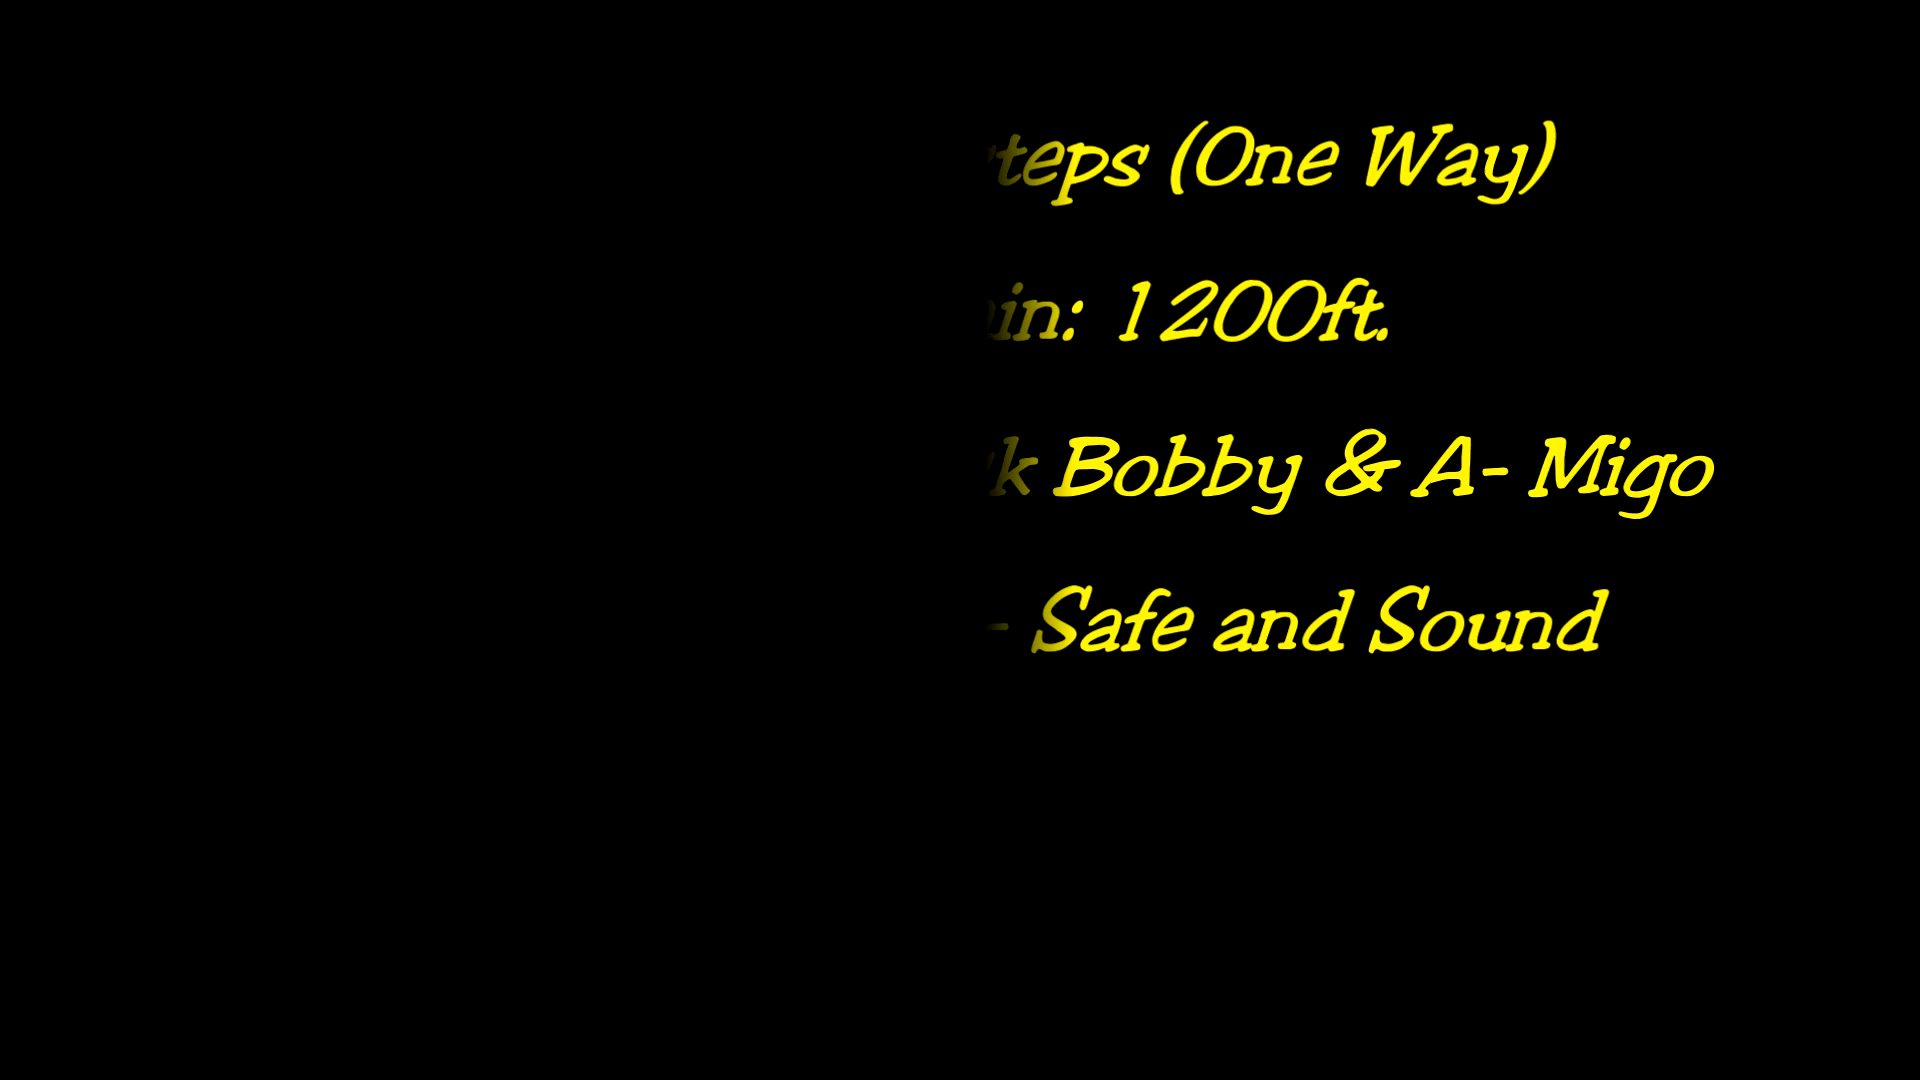 teps (One Way)
in: 1200ft.
k Bobby & A- Migo
- Safe and Sound